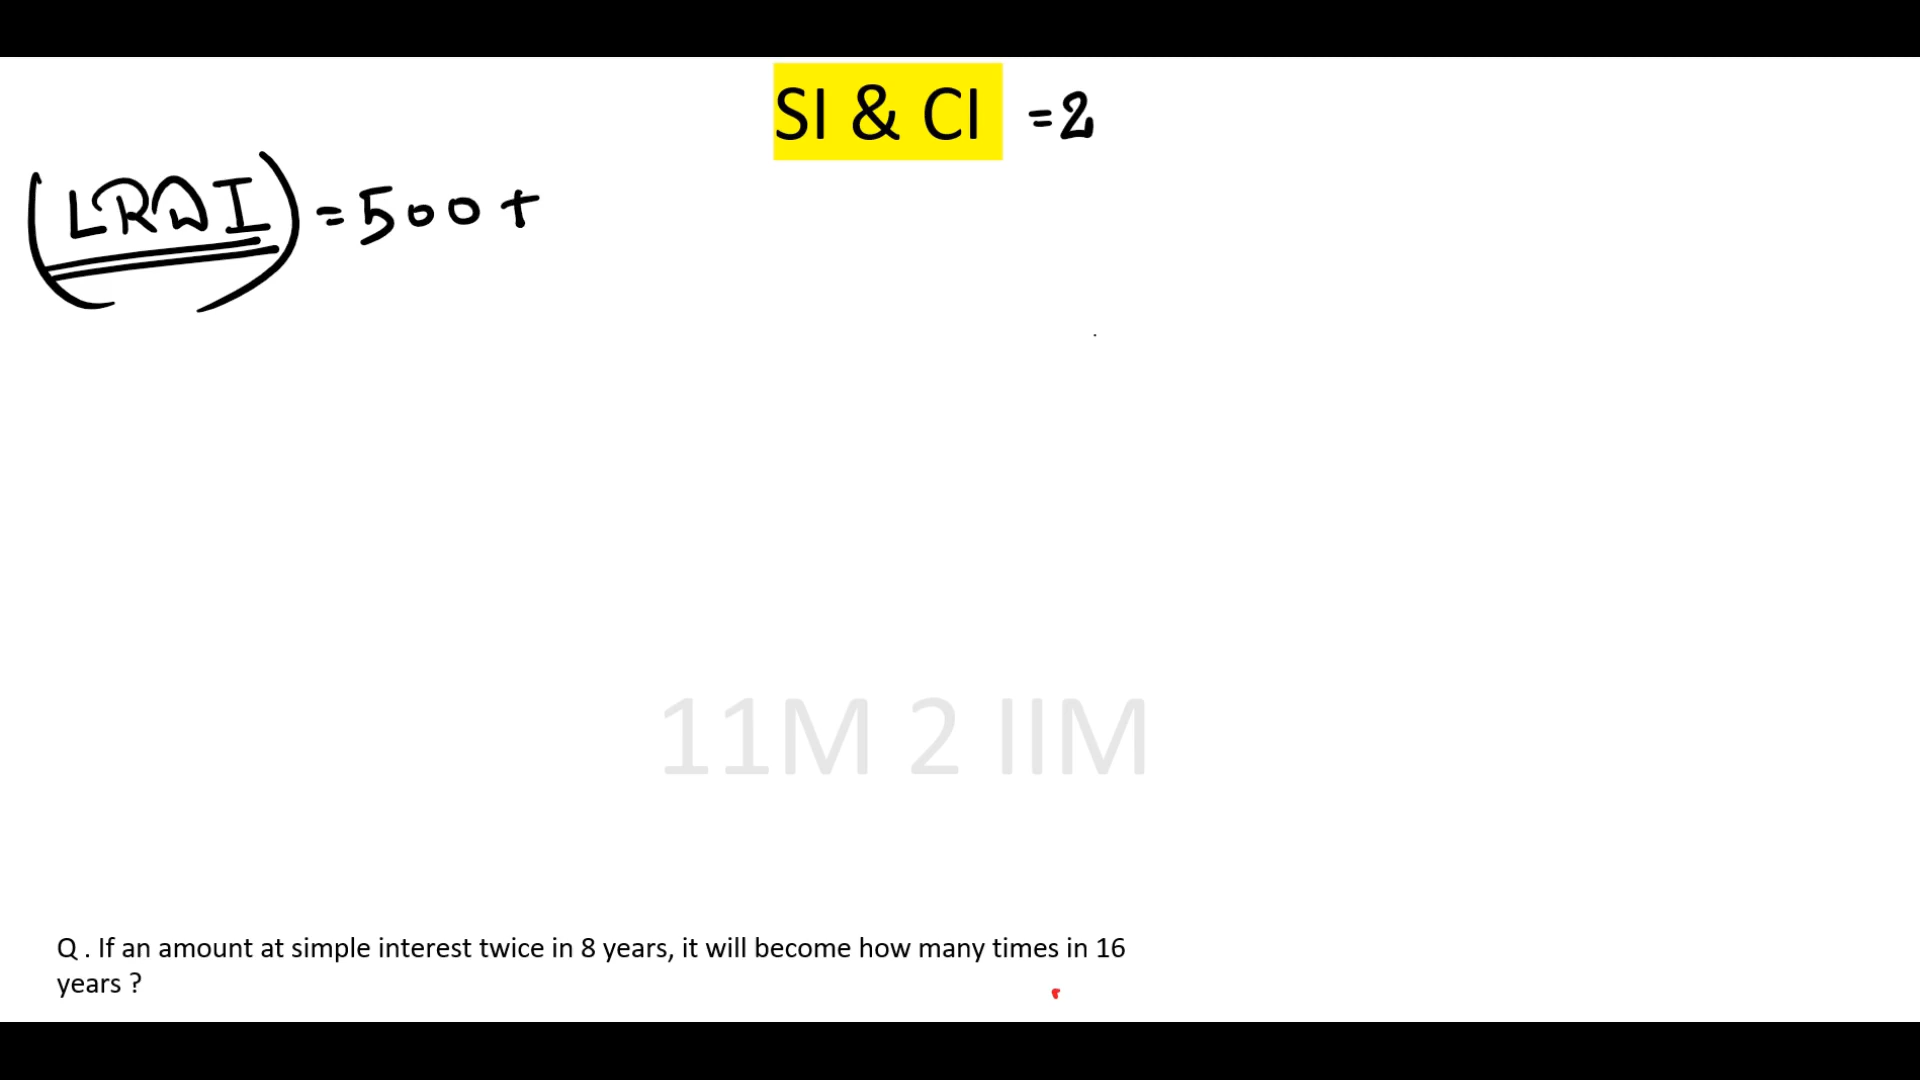 SI & CI = 2
(LRDI) = 500 +
11M 2 IIM
Q . If an amount at simple interest twice in 8 years, it will become how many times in 16
years ?